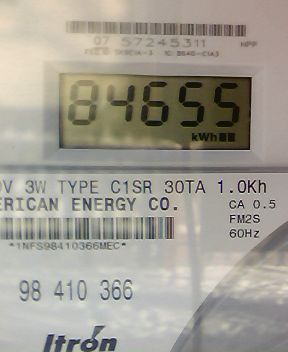 07 57245311 HPP
84655
kWh
0V 3W TYPE C1SR 30TA 1.0Kh
ERICAN ENERGY CO. CA 0.5
FM2S
*1NFS98410366MEC* 60Hz
98 410 366
Itron